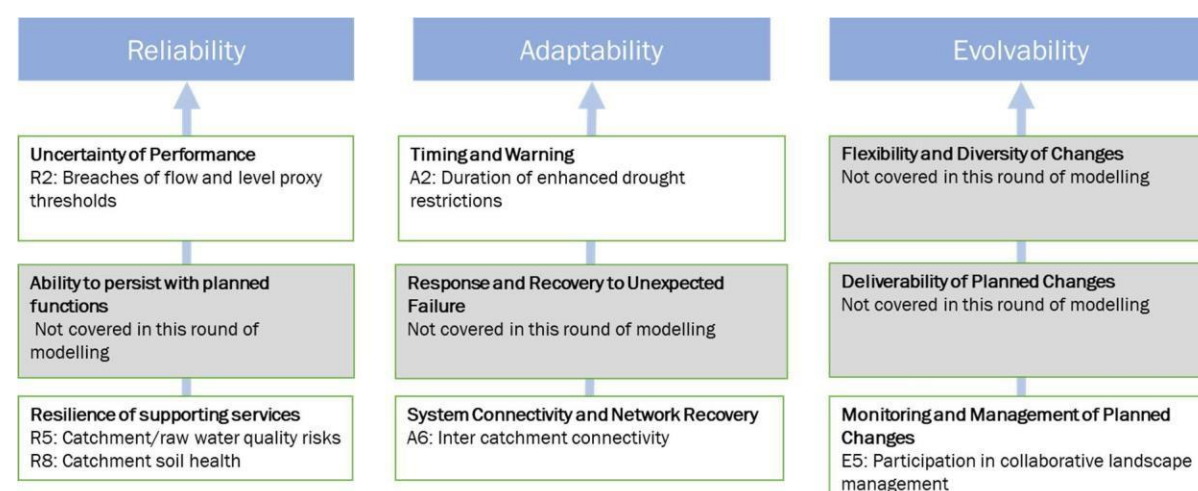 Reliability
Uncertainty of Performance
R2: Breaches of flow and level proxy
thresholds
Ability to persist with planned
functions
Not covered in this round of
modelling
Resilience of supporting services
R5: Catchment/raw water quality risks
R8: Catchment soil health
Adaptability
Timing and Warning
A2: Duration of enhanced drought
restrictions
Response and Recovery to Unexpected
Failure
Not covered in this round of modelling
System Connectivity and Network Recovery
A6: Inter catchment connectivity
Evolvability
Flexibility and Diversity of Changes
Not covered in this round of modelling
Deliverability of Planned Changes
Not covered in this round of modelling
Monitoring and Management of Planned
Changes
E5: Participation in collaborative landscape
management